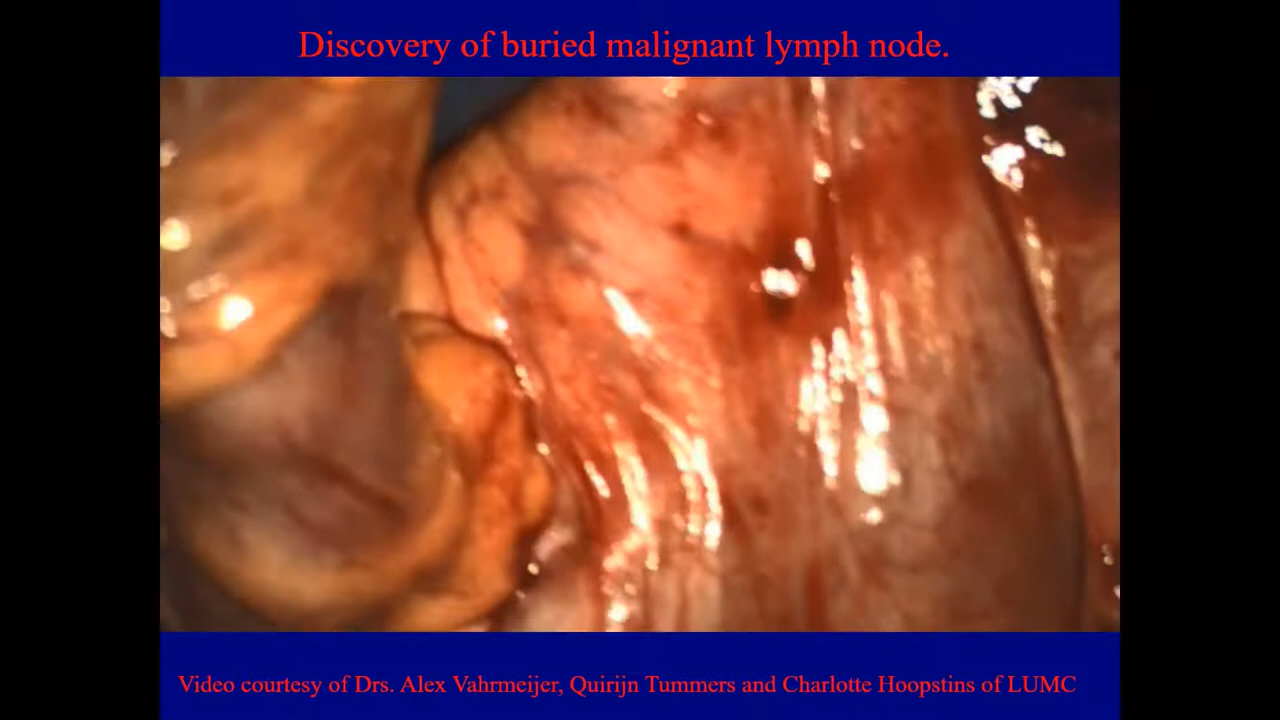 Discovery of buried malignant lymph node.
Video courtesy of Drs. Alex Vahrmeijer, Quirijn Tummers and Charlotte Hoopstins of LUMC